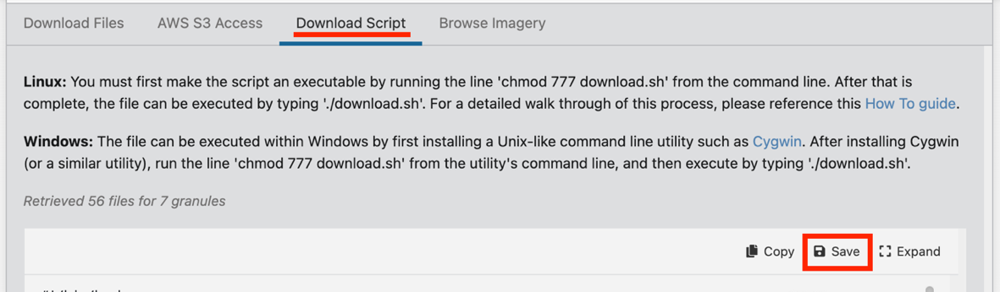 Download Files AWS S3 Access Download Script Browse Imagery
Linux: You must first make the script an executable by running the line 'chmod 777 download.sh' from the command line. After that is
complete, the file can be executed by typing './download.sh'. For a detailed walk through of this process, please reference this How To guide.
Windows: The file can be executed within Windows by first installing a Unix-like command line utility such as Cygwin. After installing Cygwin
(or a similar utility), run the line 'chmod 777 download.sh' from the utility's command line, and then execute by typing './download.sh'.
Retrieved 56 files for 7 granules
Copy Save Expand